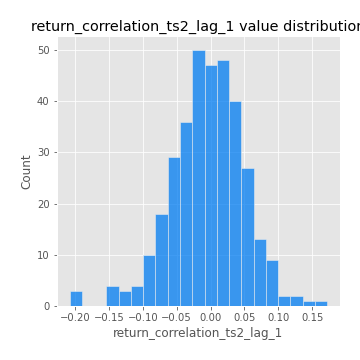 return_correlation_ts2_lag_1 value distribution
50
40
30
20
10
0
Count
−0.20 −0.15 −0.10 −0.05 0.00 0.05 0.10 0.15
return_correlation_ts2_lag_1